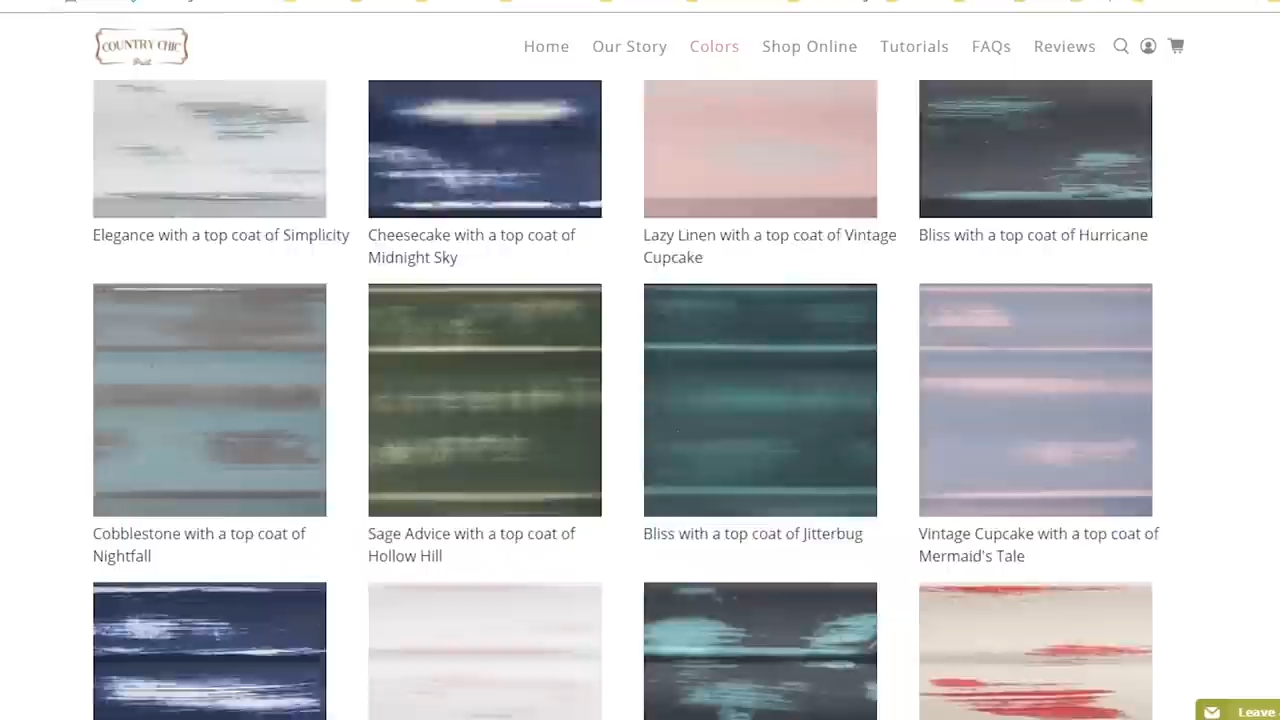 COUNTRY CHIC
Paint
Home Our Story Colors Shop Online Tutorials FAQs Reviews
Elegance with a top coat of Simplicity
Cheesecake with a top coat of
Midnight Sky
Lazy Linen with a top coat of Vintage
Cupcake
Bliss with a top coat of Hurricane
Cobblestone with a top coat of
Nightfall
Sage Advice with a top coat of
Hollow Hill
Bliss with a top coat of Jitterbug
Vintage Cupcake with a top coat of
Mermaid's Tale
Leave